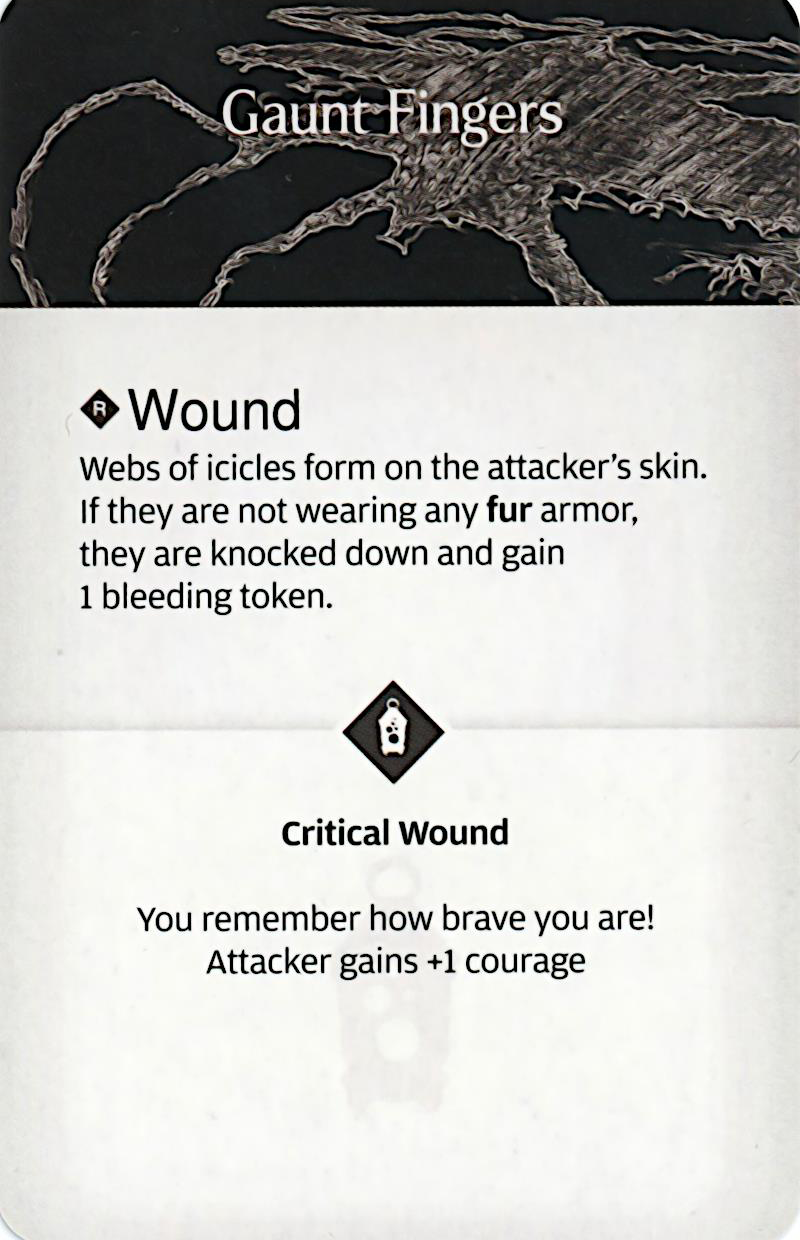 Gaunt Fingers
R Wound
Webs of icicles form on the attacker’s skin.
If they are not wearing any fur armor,
they are knocked down and gain
1 bleeding token.
Critical Wound
You remember how brave you are!
Attacker gains +1 courage